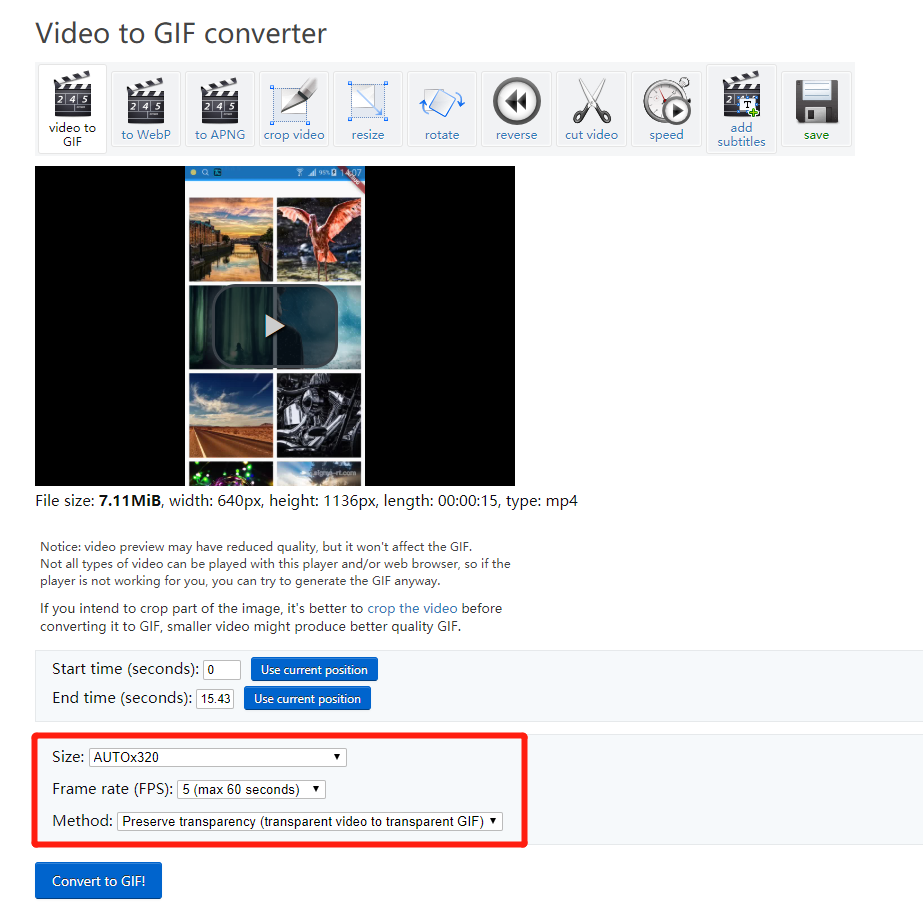 Video to GIF converter
video to GIF
to WebP
to APNG
crop video
resize
rotate
reverse
cut video
speed
add subtitles
save
95% 14:07
File size: 7.11MiB, width: 640px, height: 1136px, length: 00:00:15, type: mp4
Notice: video preview may have reduced quality, but it won't affect the GIF.
Not all types of video can be played with this player and/or web browser, so if the
player is not working for you, you can try to generate the GIF anyway.
If you intend to crop part of the image, it's better to crop the video before
converting it to GIF, smaller video might produce better quality GIF.
Start time (seconds): 0 Use current position
End time (seconds): 15.43 Use current position
Size: AUTOx320
Frame rate (FPS): 5 (max 60 seconds)
Method: Preserve transparency (transparent video to transparent GIF)
Convert to GIF!